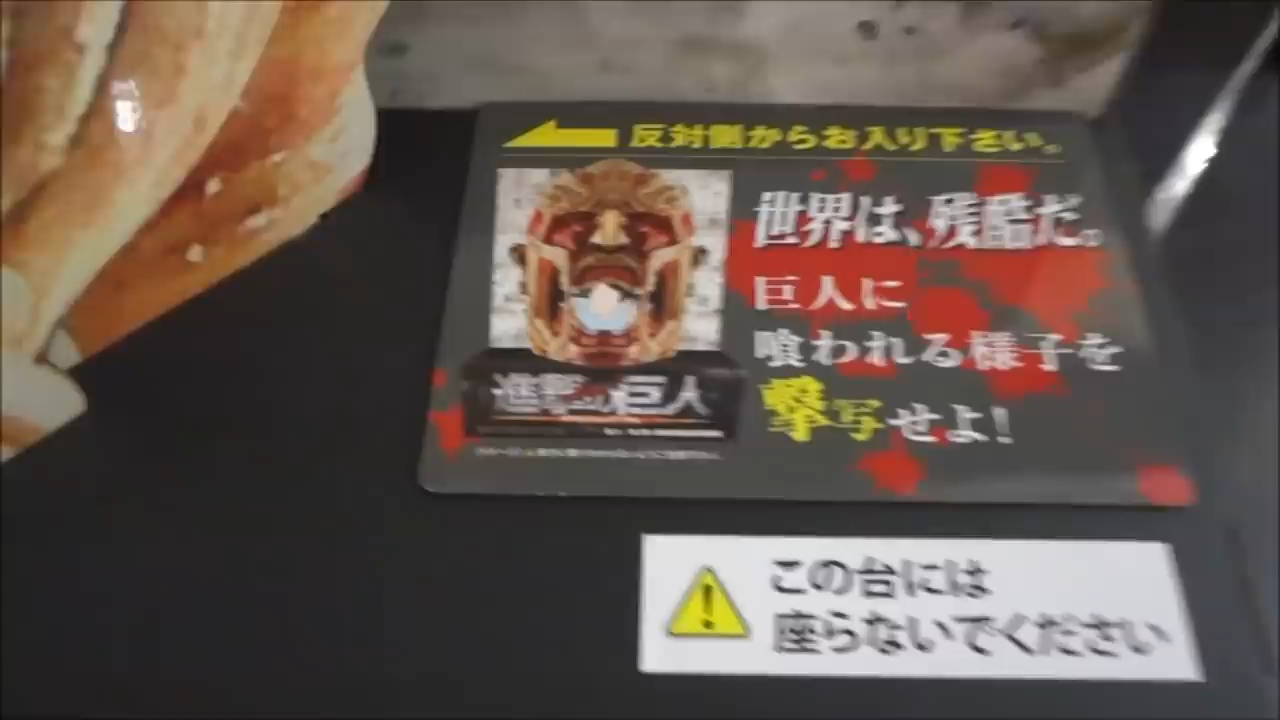 反対側からお入り下さい。
世界は、残酷だ。
巨人に
喰われる様子を
撃写せよ!
進撃の巨人
この台には
座らないでください